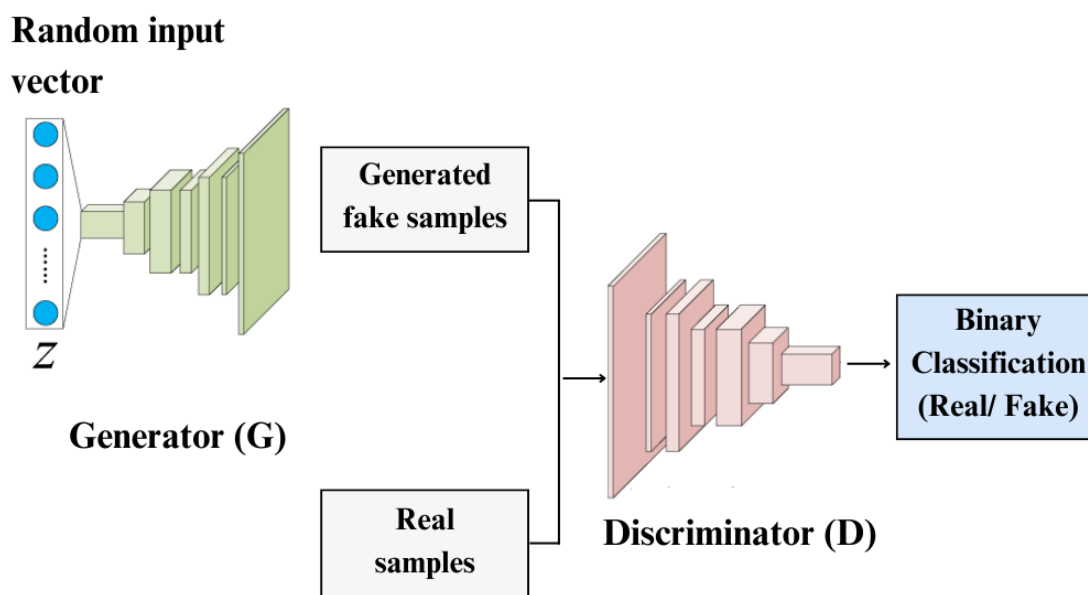 Random input
vector
Z
Generator (G)
Generated
fake samples
Real
samples
Discriminator (D)
Binary
Classification
(Real/ Fake)